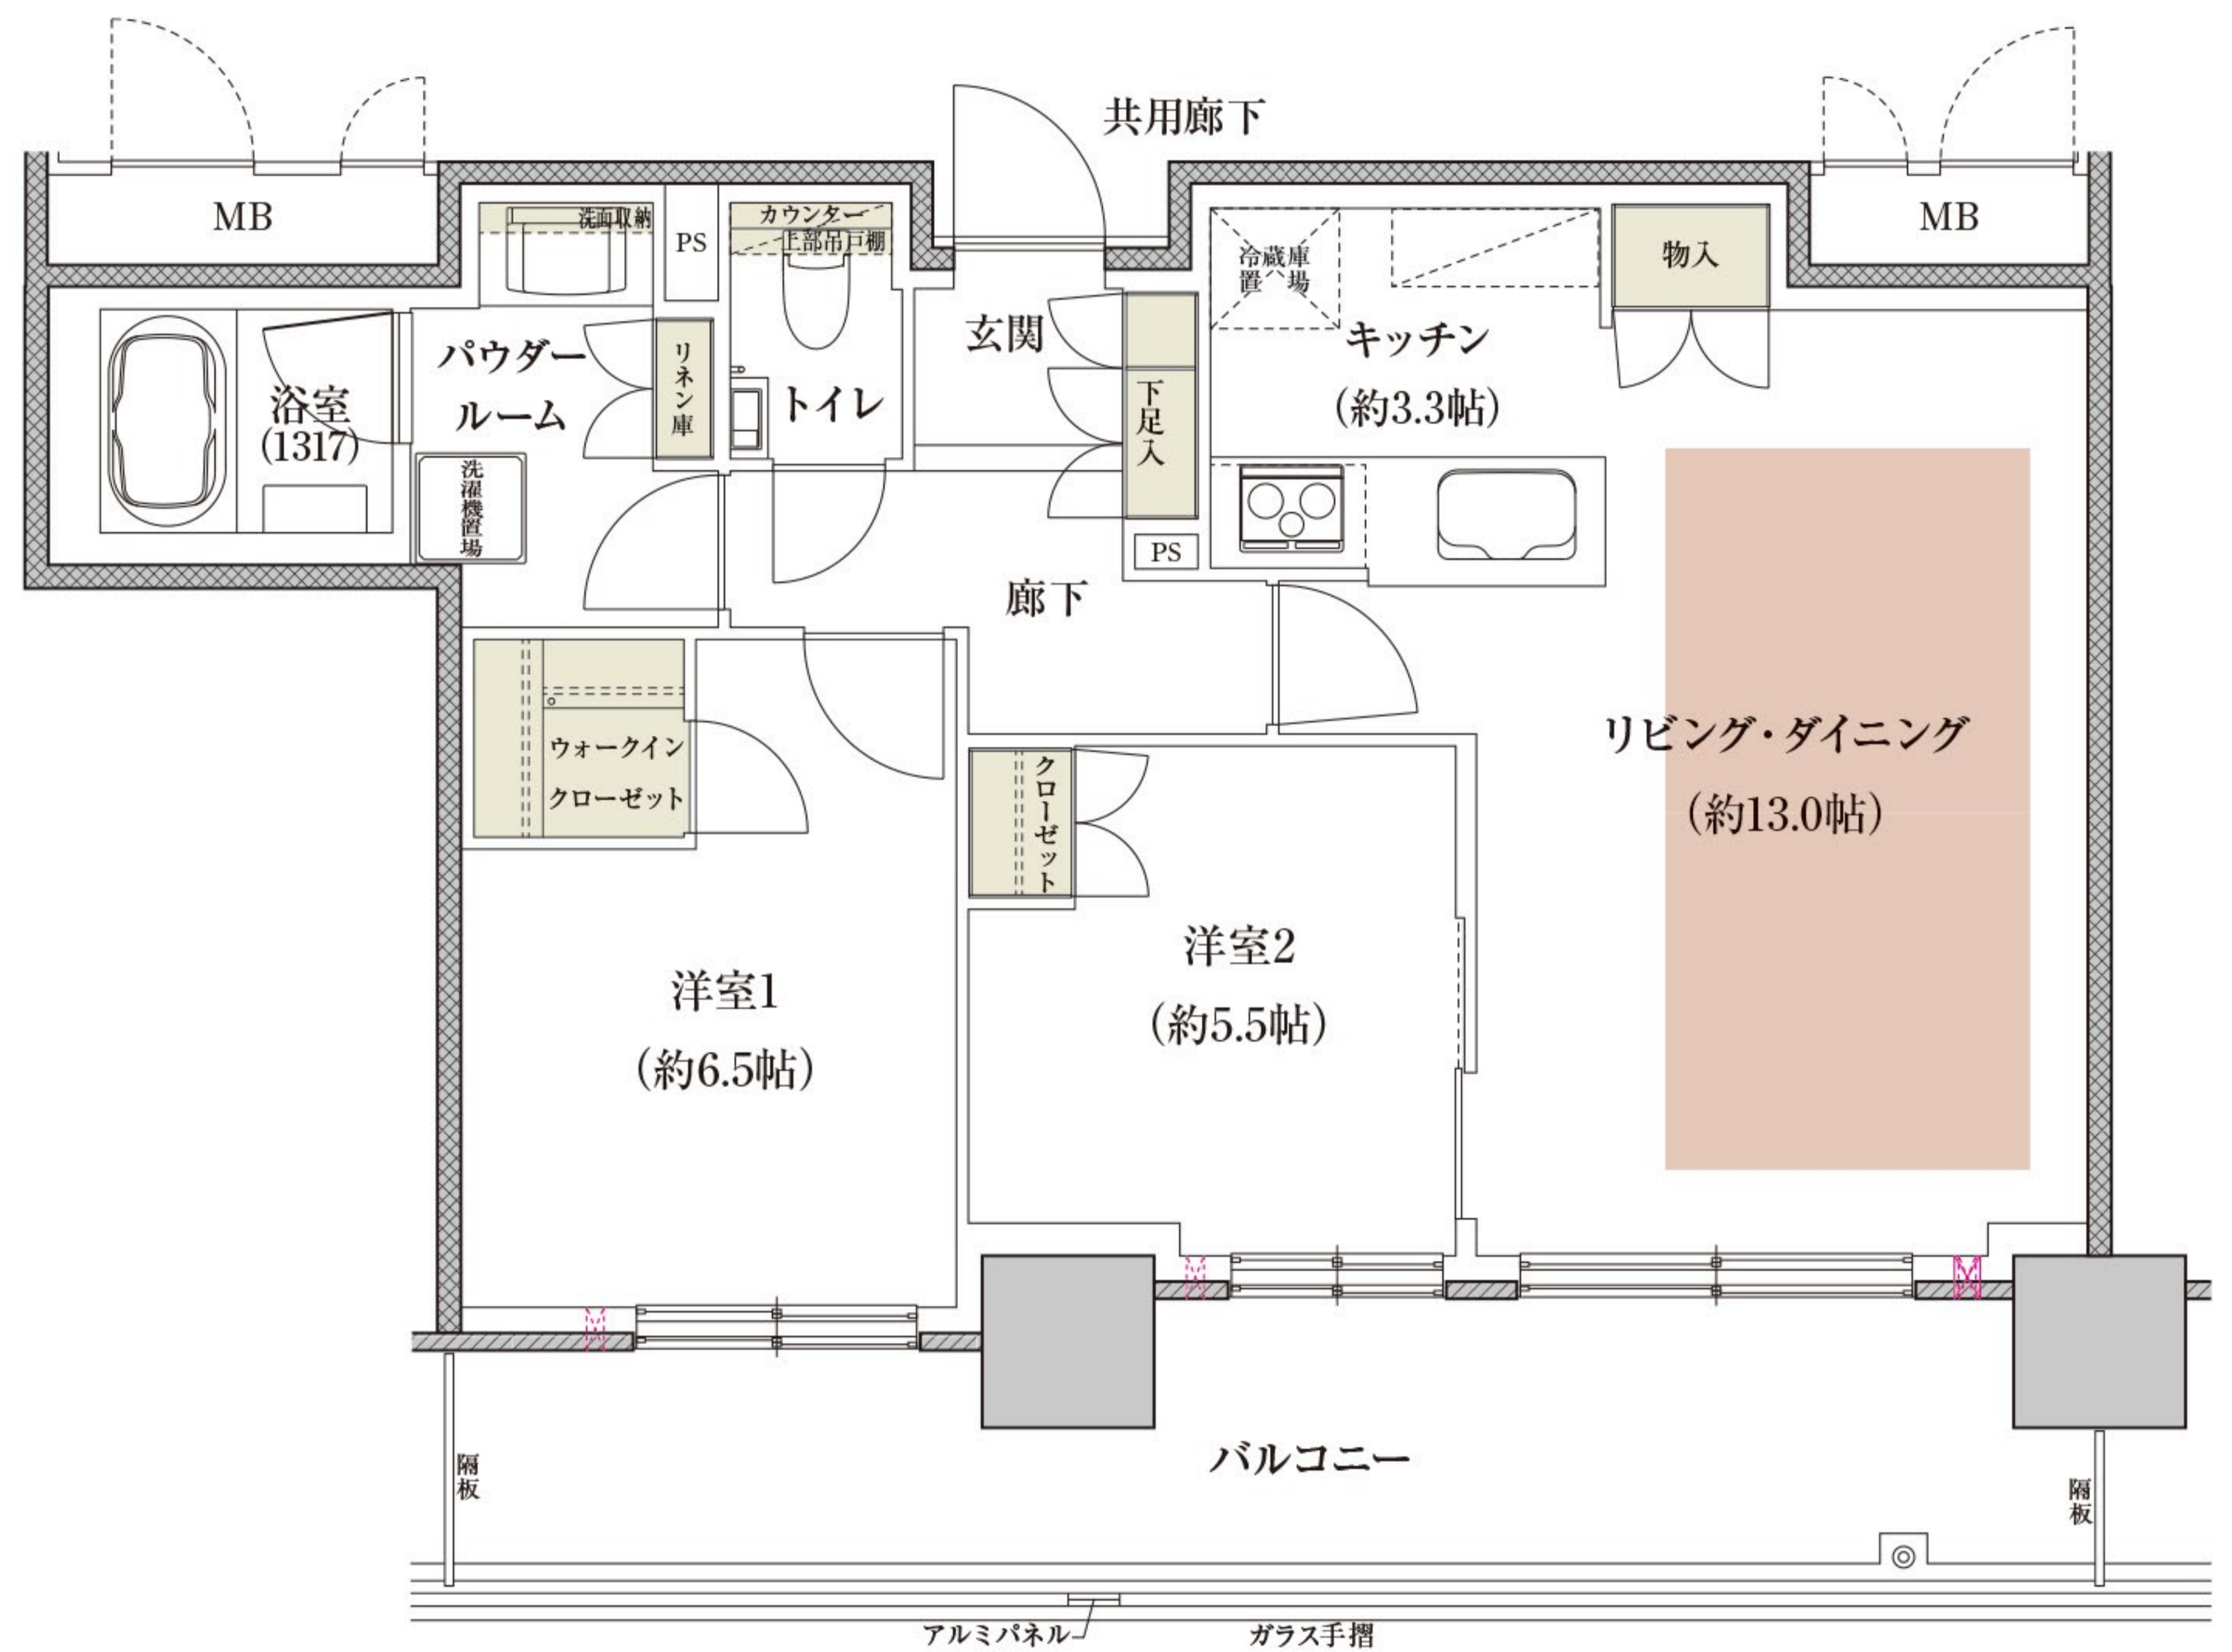 共用廊下
MB
洗面収納
PS
カウンター
上部吊戸棚
冷蔵庫
置場
物入
MB
玄関
キッチン
(約3.3帖)
パウダー
ルーム
リネン庫
トイレ
下足入
浴室
(1317)
洗濯機置場
PS
廊下
ウォークイン
クローゼット
クローゼット
リビング・ダイニング
(約13.0帖)
洋室1
(約6.5帖)
洋室2
(約5.5帖)
バルコニー
隔板
隔板
アルミパネル
ガラス手摺